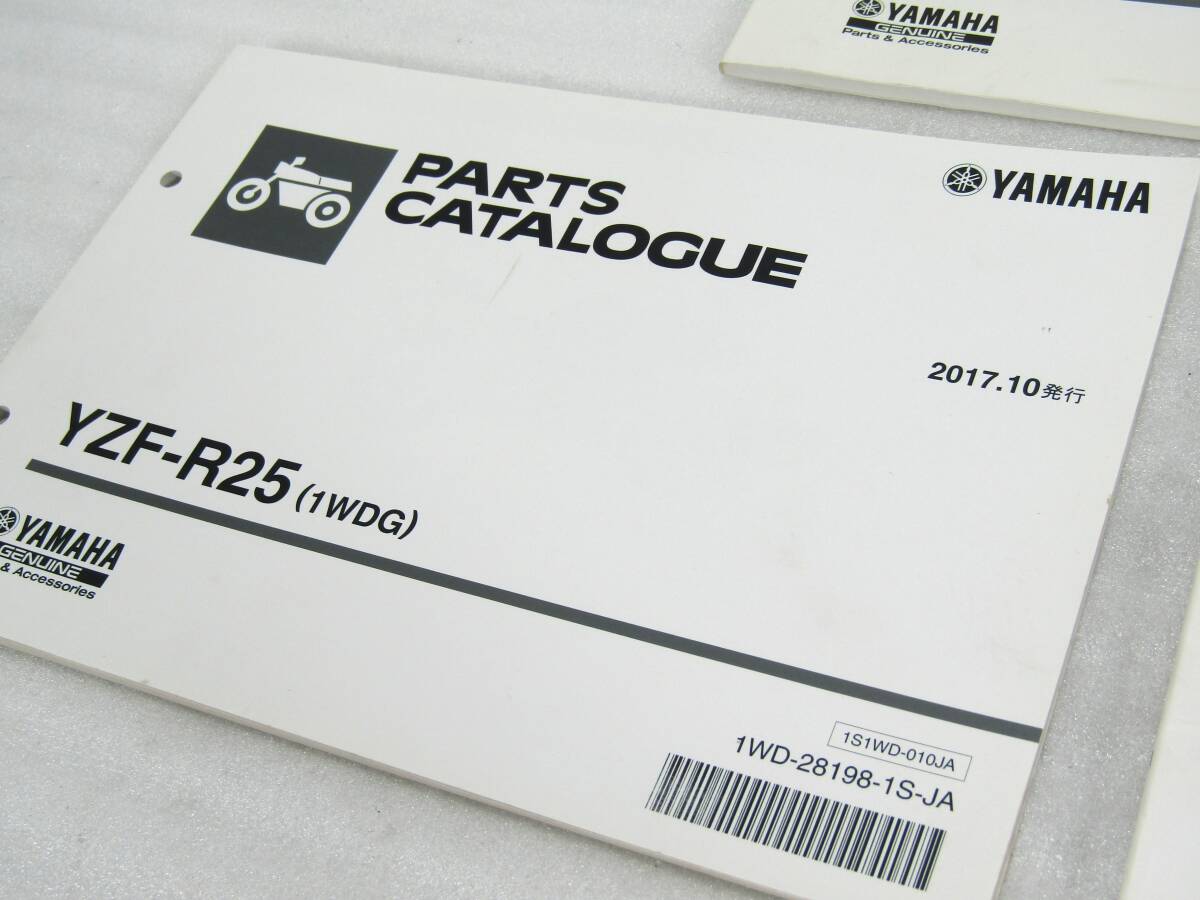 YAMAHA
GENUINE
Parts & Accessories
PARTS
CATALOGUE
YAMAHA
2017.10発行
YZF-R25 (1WDG)
YAMAHA
GENUINE
& Accessories
1S1WD-010JA
1WD-28198-1S-JA